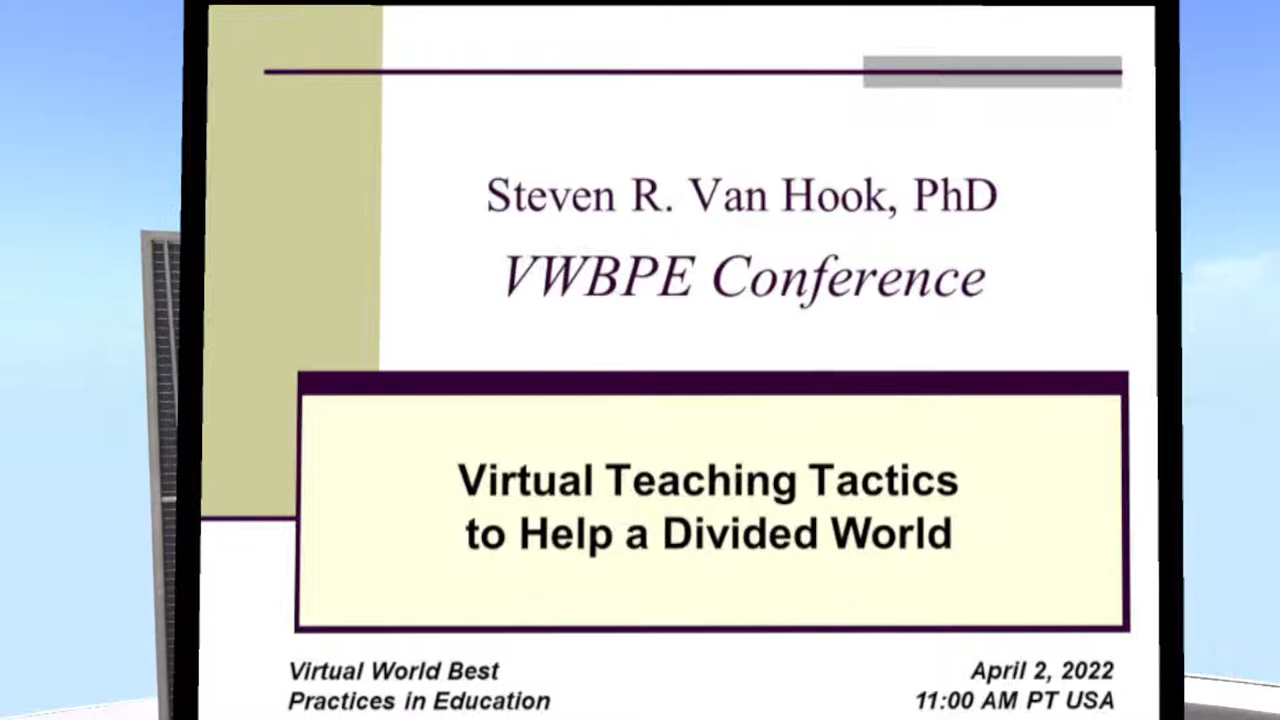 Steven R. Van Hook, PhD
VWBPE Conference
Virtual Teaching Tactics
to Help a Divided World
Virtual World Best
Practices in Education
April 2, 2022
11:00 AM PT USA